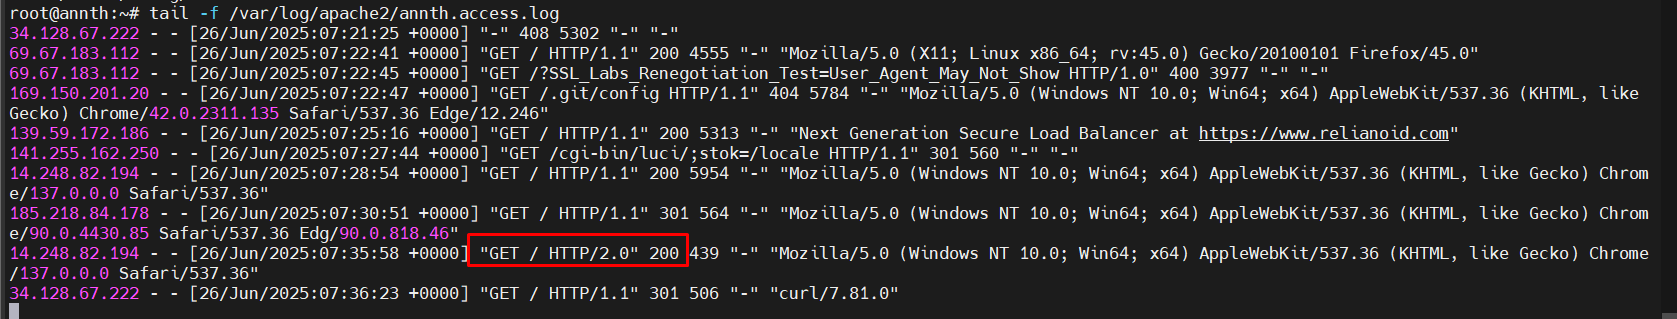 root@annth:~# tail -f /var/log/apache2/annth.access.log
34.128.67.222 - - [26/Jun/2025:07:21:25 +0000] "-" 408 5302 "-" "-"
69.67.183.112 - - [26/Jun/2025:07:22:41 +0000] "GET / HTTP/1.1" 200 4555 "-" "Mozilla/5.0 (X11; Linux x86_64; rv:45.0) Gecko/20100101 Firefox/45.0"
69.67.183.112 - - [26/Jun/2025:07:22:45 +0000] "GET /?SSL_Labs_Renegotiation_Test=User_Agent_May_Not_Show HTTP/1.0" 400 3977 "-" "-"
169.150.201.20 - - [26/Jun/2025:07:22:47 +0000] "GET /.git/config HTTP/1.1" 404 5784 "-" "Mozilla/5.0 (Windows NT 10.0; Win64; x64) AppleWebKit/537.36 (KHTML, like
Gecko) Chrome/42.0.2311.135 Safari/537.36 Edge/12.246"
139.59.172.186 - - [26/Jun/2025:07:25:16 +0000] "GET / HTTP/1.1" 200 5313 "-" "Next Generation Secure Load Balancer at https://www.relianoid.com"
141.255.162.250 - - [26/Jun/2025:07:27:44 +0000] "GET /cgi-bin/luci/;stok=/locale HTTP/1.1" 301 560 "-" "-"
14.248.82.194 - - [26/Jun/2025:07:28:54 +0000] "GET / HTTP/1.1" 200 5954 "-" "Mozilla/5.0 (Windows NT 10.0; Win64; x64) AppleWebKit/537.36 (KHTML, like Gecko) Chrom
e/137.0.0.0 Safari/537.36"
185.218.84.178 - - [26/Jun/2025:07:30:51 +0000] "GET / HTTP/1.1" 301 564 "-" "Mozilla/5.0 (Windows NT 10.0; Win64; x64) AppleWebKit/537.36 (KHTML, like Gecko) Chrom
e/90.0.4430.85 Safari/537.36 Edg/90.0.818.46"
14.248.82.194 - - [26/Jun/2025:07:35:58 +0000] "GET / HTTP/2.0" 200 439 "-" "Mozilla/5.0 (Windows NT 10.0; Win64; x64) AppleWebKit/537.36 (KHTML, like Gecko) Chrome
/137.0.0.0 Safari/537.36"
34.128.67.222 - - [26/Jun/2025:07:36:23 +0000] "GET / HTTP/1.1" 301 506 "-" "curl/7.81.0"